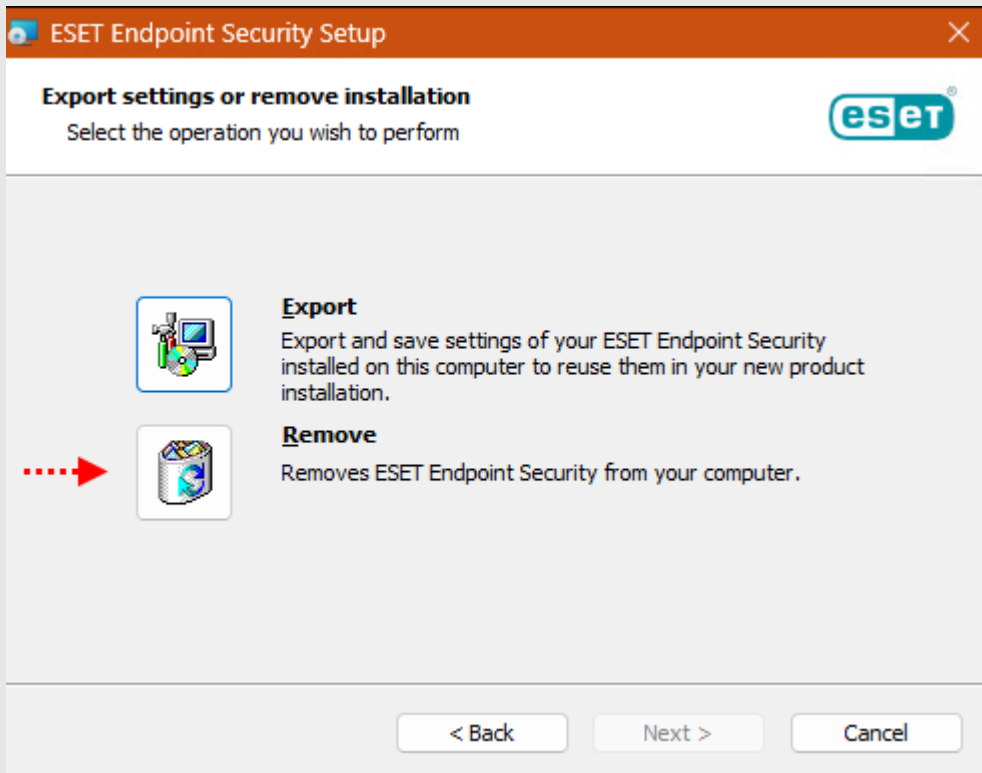 ESET Endpoint Security Setup
Export settings or remove installation
Select the operation you wish to perform
eseT®
Export
Export and save settings of your ESET Endpoint Security
installed on this computer to reuse them in your new product
installation.
Remove
Removes ESET Endpoint Security from your computer.
< Back
Next >
Cancel